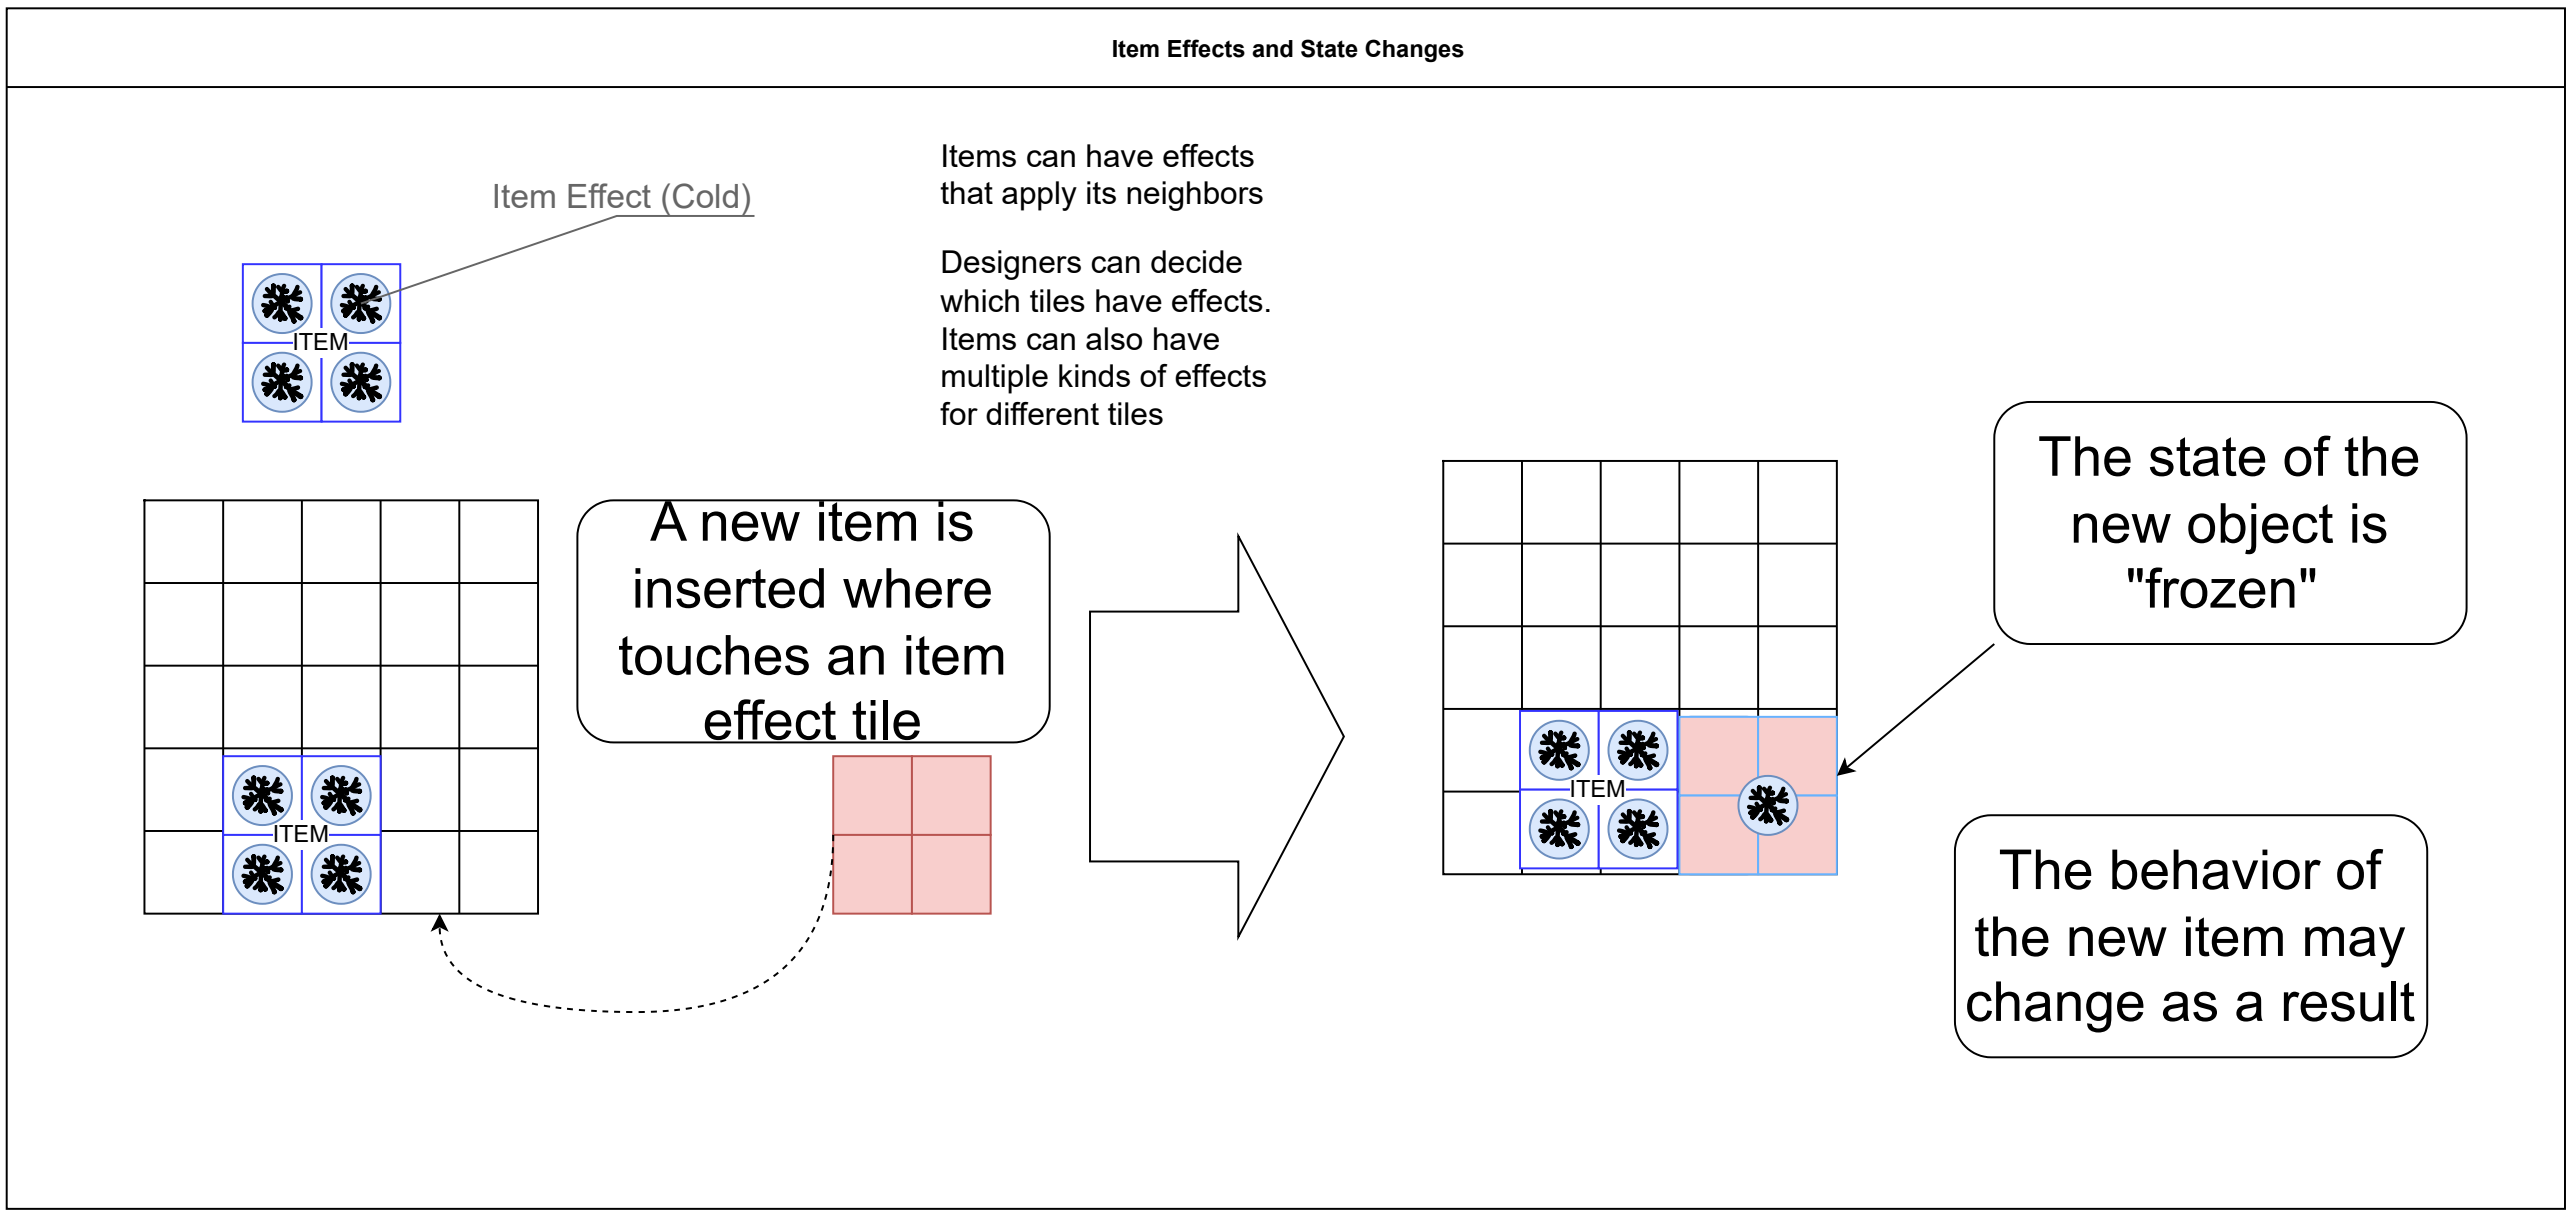 Item Effects and State Changes
Item Effect (Cold)
ITEM
Items can have effects
that apply its neighbors
Designers can decide
which tiles have effects.
Items can also have
multiple kinds of effects
for different tiles
A new item is
inserted where
touches an item
effect tile
ITEM
ITEM
The state of the
new object is
"frozen"
The behavior of
the new item may
change as a result